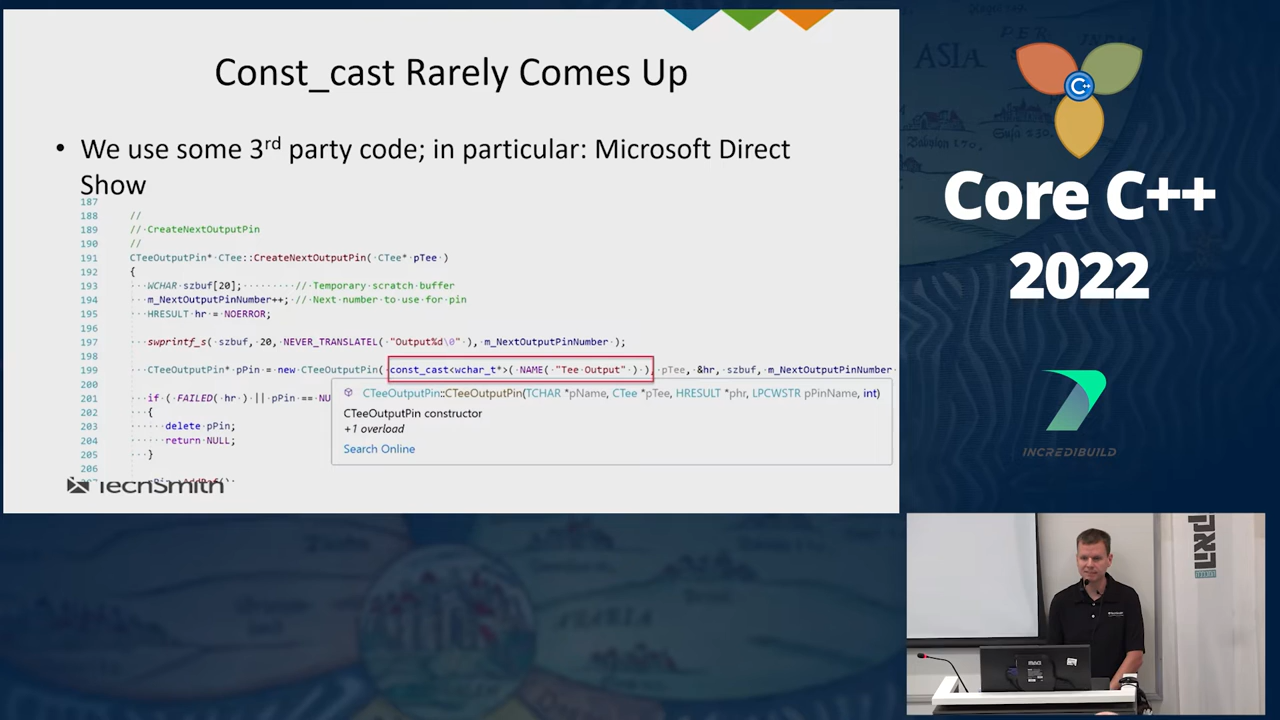 Const_cast Rarely Comes Up
• We use some 3rd party code; in particular: Microsoft Direct
Show
187
188 //
189 // CreateNextOutputPin
190 //
191 CTeeOutputPin* CTee::CreateNextOutputPin( CTee* pTee )
192 {
193 WCHAR szbuf[20]; // Temporary scratch buffer
194 m_NextOutputPinNumber++; // Next number to use for pin
195 HRESULT hr = NOERROR;
196
197 swprintf_s( szbuf, 20, NEVER_TRANSLATEL( "Output%d\0" ), m_NextOutputPinNumber );
198
199 CTeeOutputPin* pPin = new CTeeOutputPin( const_cast<wchar_t*>( NAME( "Tee Output" ) ), pTee, &hr, szbuf, m_NextOutputPinNumber
200
CTeeOutputPin::CTeeOutputPin(TCHAR *pName, CTee *pTee, HRESULT *phr, LPCWSTR pPinName, int)
201 if ( FAILED( hr ) || pPin == NU
CTeeOutputPin constructor
202 {
+1 overload
203 delete pPin;
204 return NULL;
Search Online
205 }
206
TechSmith
ASIA
PER
INDIA
C++
Core C++
2022
INCREDIBUILD